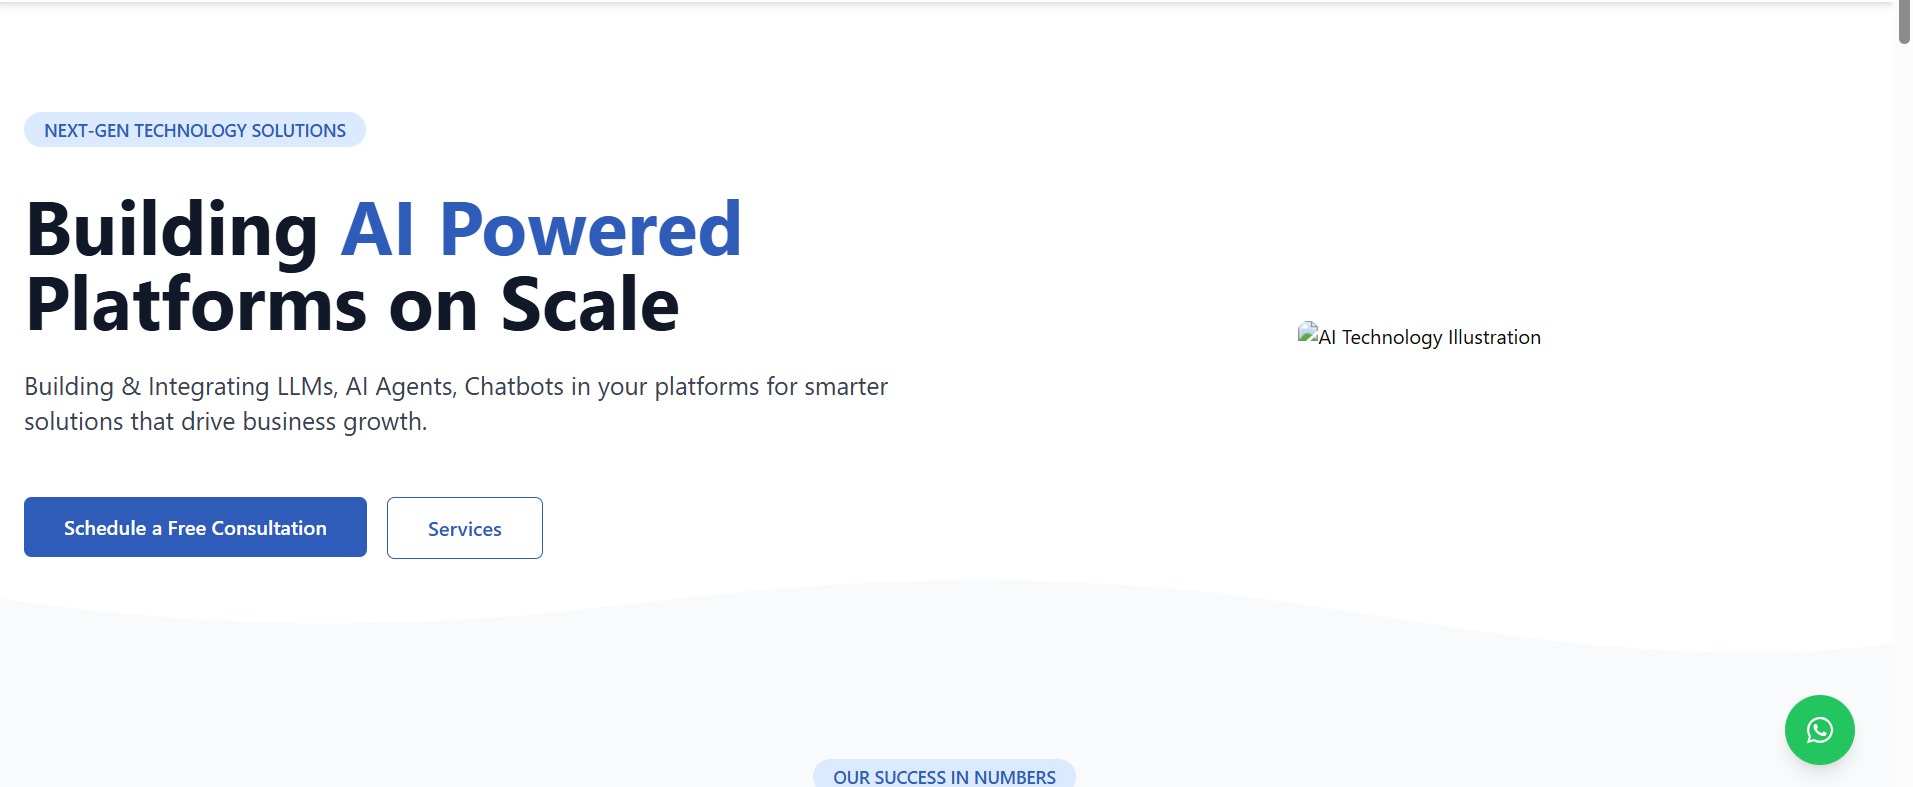 NEXT-GEN TECHNOLOGY SOLUTIONS
Building AI Powered
Platforms on Scale
Building & Integrating LLMs, AI Agents, Chatbots in your platforms for smarter
solutions that drive business growth.
Schedule a Free Consultation
Services
AI Technology Illustration
OUR SUCCESS IN NUMBERS